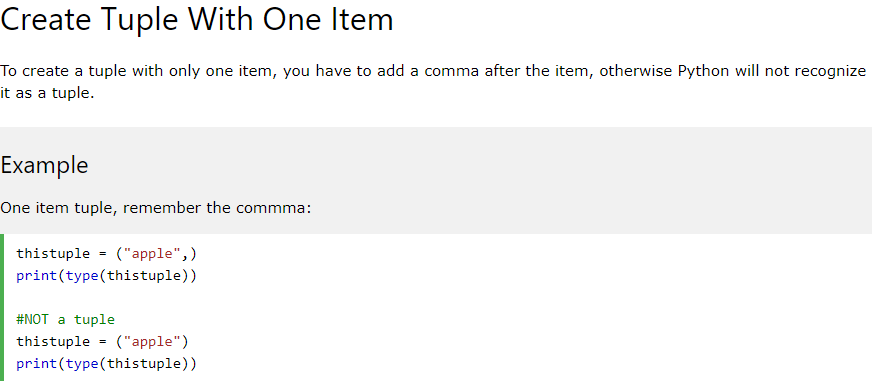 Create Tuple With One Item
To create a tuple with only one item, you have to add a comma after the item, otherwise Python will not recognize
it as a tuple.
Example
One item tuple, remember the commma:
thistuple = ("apple",)
print(type(thistuple))
#NOT a tuple
thistuple = ("apple")
print(type(thistuple))